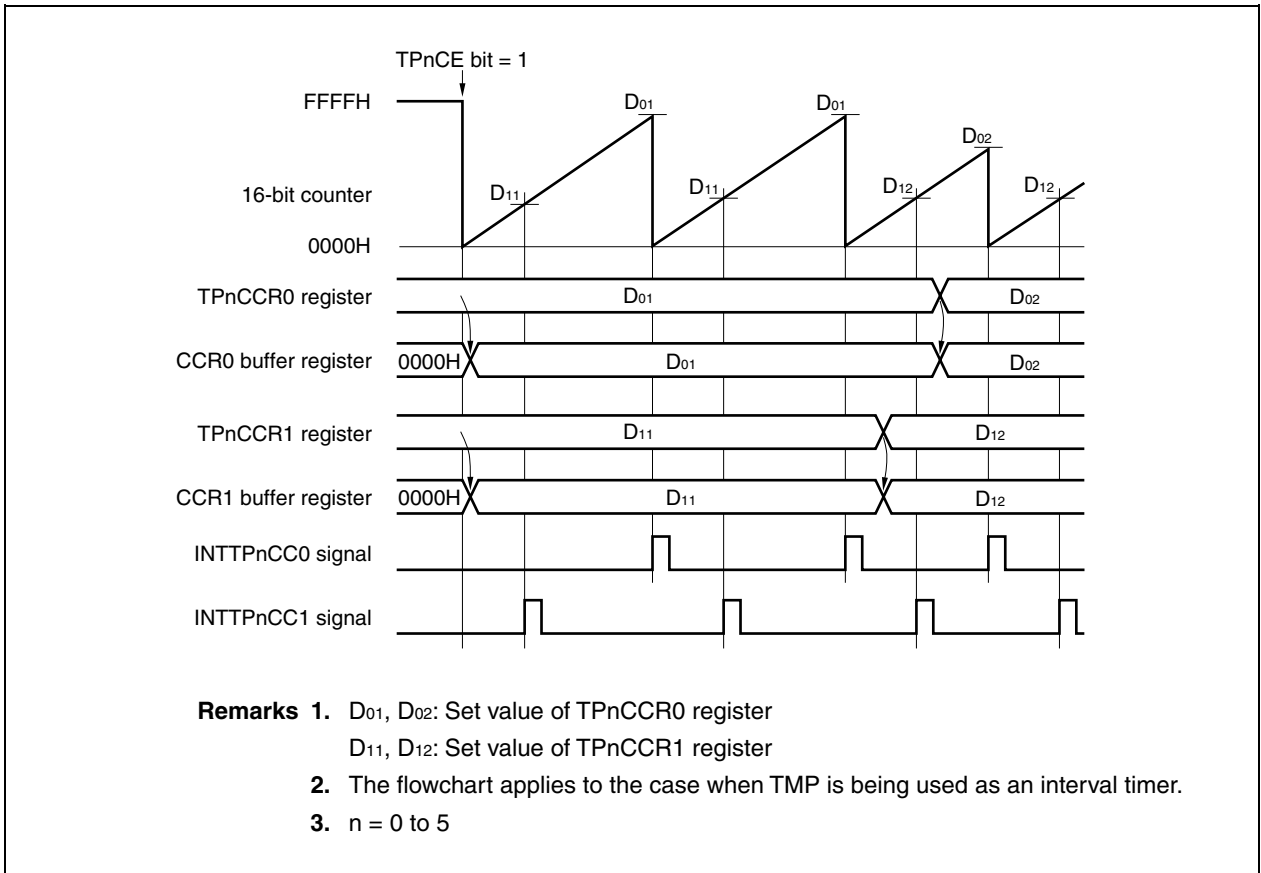 TPnCE bit = 1
FFFFH
D01
D01
D02
16-bit counter
D11
D11
D12
D12
0000H
TPnCCR0 register
D01
D02
CCR0 buffer register
0000H
D01
D02
TPnCCR1 register
D11
D12
CCR1 buffer register
0000H
D11
D12
INTTPnCC0 signal
INTTPnCC1 signal
Remarks 1. D01, D02: Set value of TPnCCR0 register
D11, D12: Set value of TPnCCR1 register
2. The flowchart applies to the case when TMP is being used as an interval timer.
3. n = 0 to 5